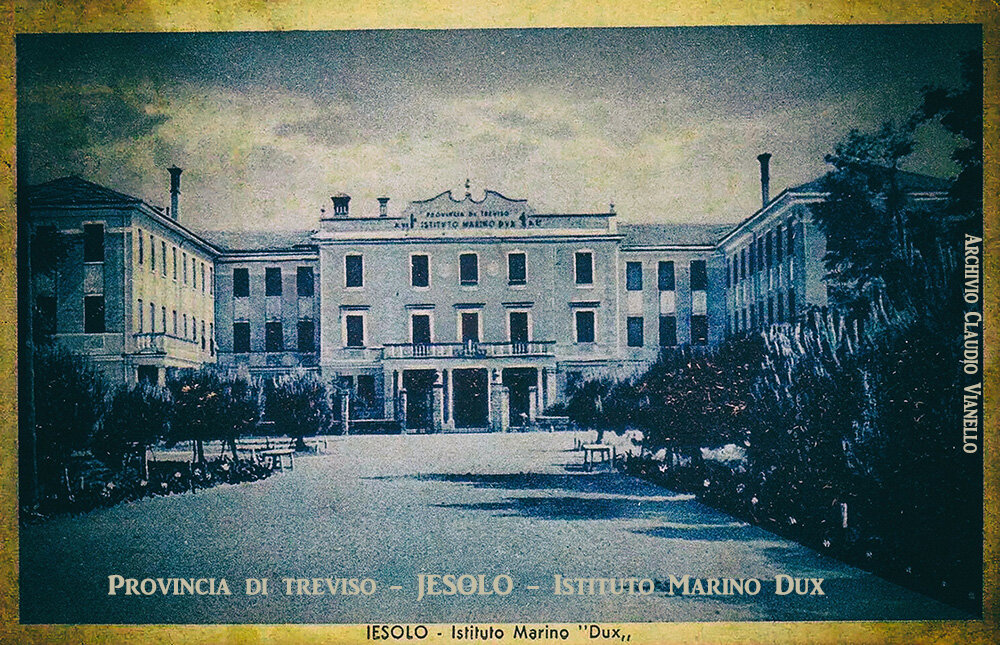 PROVINCIA DI TREVISO
ISTITUTO MARINO DUX
ARCHIVIO CLAUDIO VIANELLO
PROVINCIA DI TREVISO - JESOLO - ISTITUTO MARINO DUX
IESOLO - Istituto Marino "Dux„